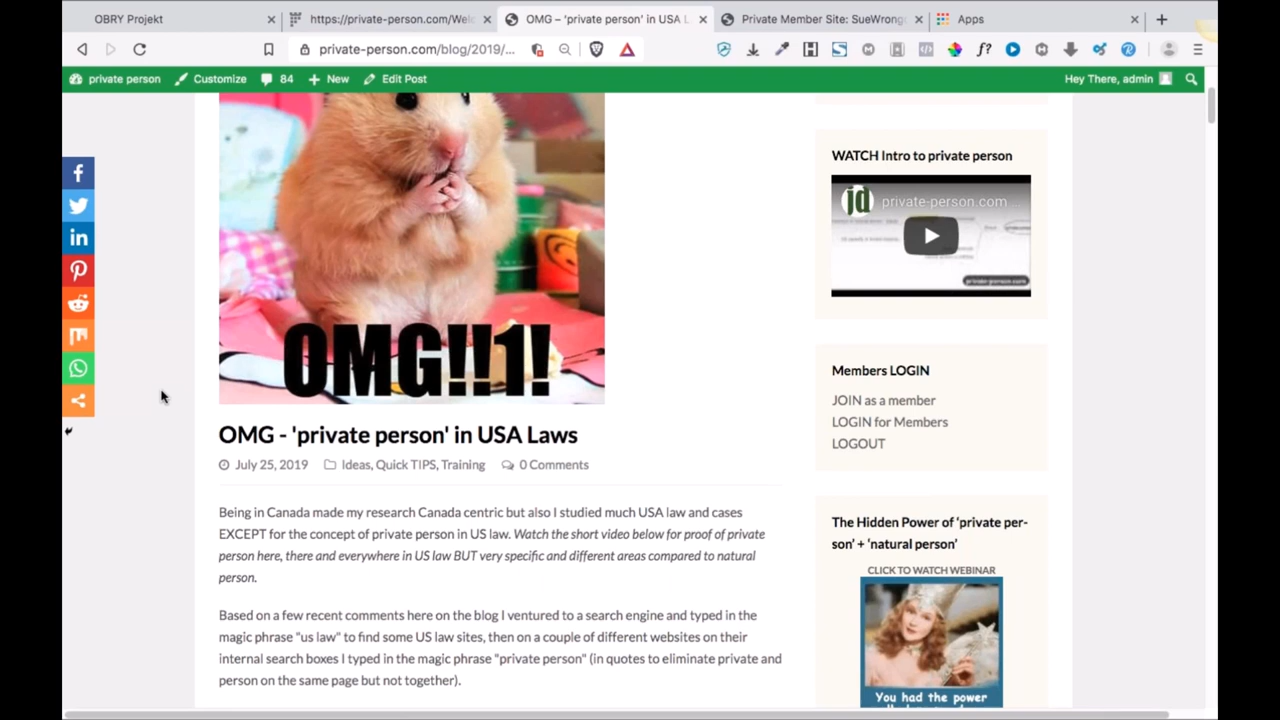 OBRY Projekt
https://private-person.com/Welc
OMG – 'private person' in USA L
Private Member Site: SueWrong
Apps
private-person.com/blog/2019/...
f?
private person
Customize
84
New
Edit Post
Hey There, admin
OMG!!1!
OMG - 'private person' in USA Laws
July 25, 2019
Ideas, Quick TIPS, Training
0 Comments
Being in Canada made my research Canada centric but also I studied much USA law and cases
EXCEPT for the concept of private person in US law. Watch the short video below for proof of private
person here, there and everywhere in US law BUT very specific and different areas compared to natural
person.
Based on a few recent comments here on the blog I ventured to a search engine and typed in the
magic phrase "us law" to find some US law sites, then on a couple of different websites on their
internal search boxes I typed in the magic phrase "private person" (in quotes to eliminate private and
person on the same page but not together).
WATCH Intro to private person
jd
private-person.com
private-person.com
Members LOGIN
JOIN as a member
LOGIN for Members
LOGOUT
The Hidden Power of 'private per-
son' + 'natural person'
CLICK TO WATCH WEBINAR
You had the power